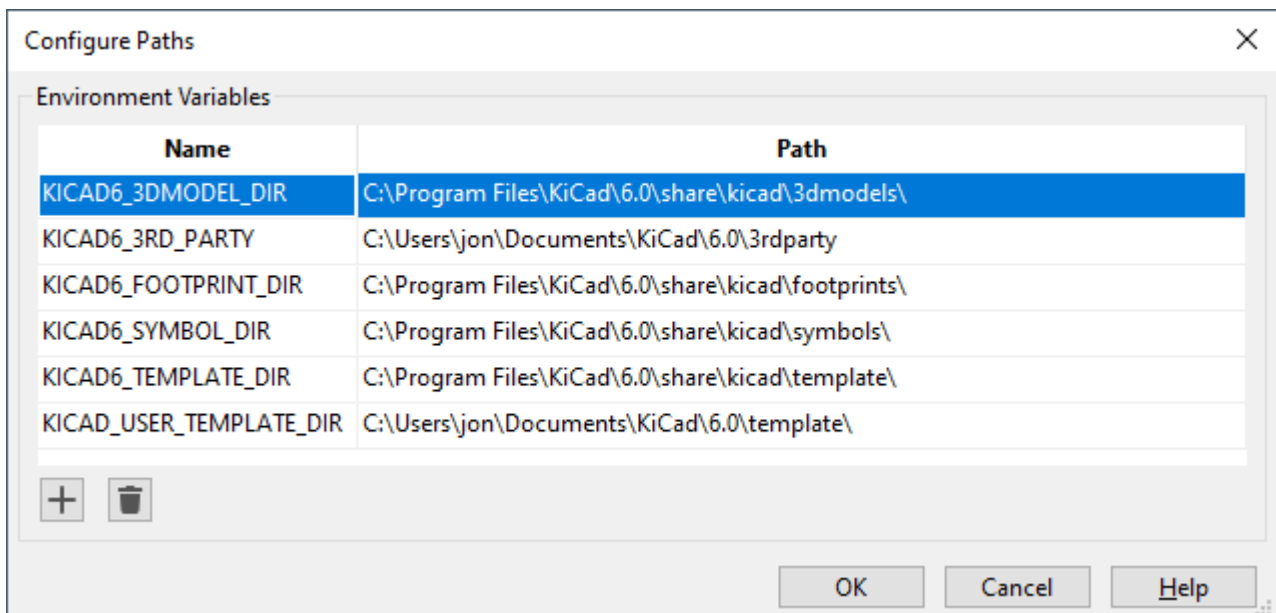 Configure Paths
Environment Variables
Name Path
KICAD6_3DMODEL_DIR C:\Program Files\KiCad\6.0\share\kicad\3dmodels\
KICAD6_3RD_PARTY C:\Users\jon\Documents\KiCad\6.0\3rdparty
KICAD6_FOOTPRINT_DIR C:\Program Files\KiCad\6.0\share\kicad\footprints\
KICAD6_SYMBOL_DIR C:\Program Files\KiCad\6.0\share\kicad\symbols\
KICAD6_TEMPLATE_DIR C:\Program Files\KiCad\6.0\share\kicad\template\
KICAD_USER_TEMPLATE_DIR C:\Users\jon\Documents\KiCad\6.0\template\
OK Cancel Help